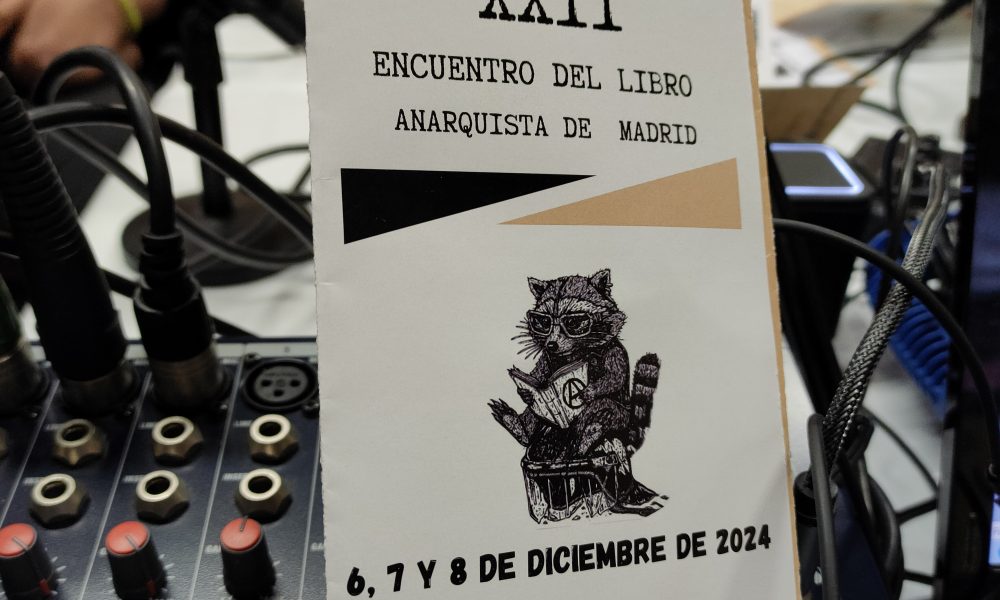 XXII
ENCUENTRO DEL LIBRO
ANARQUISTA DE MADRID
A
6, 7 Y 8 DE DICIEMBRE DE 2024